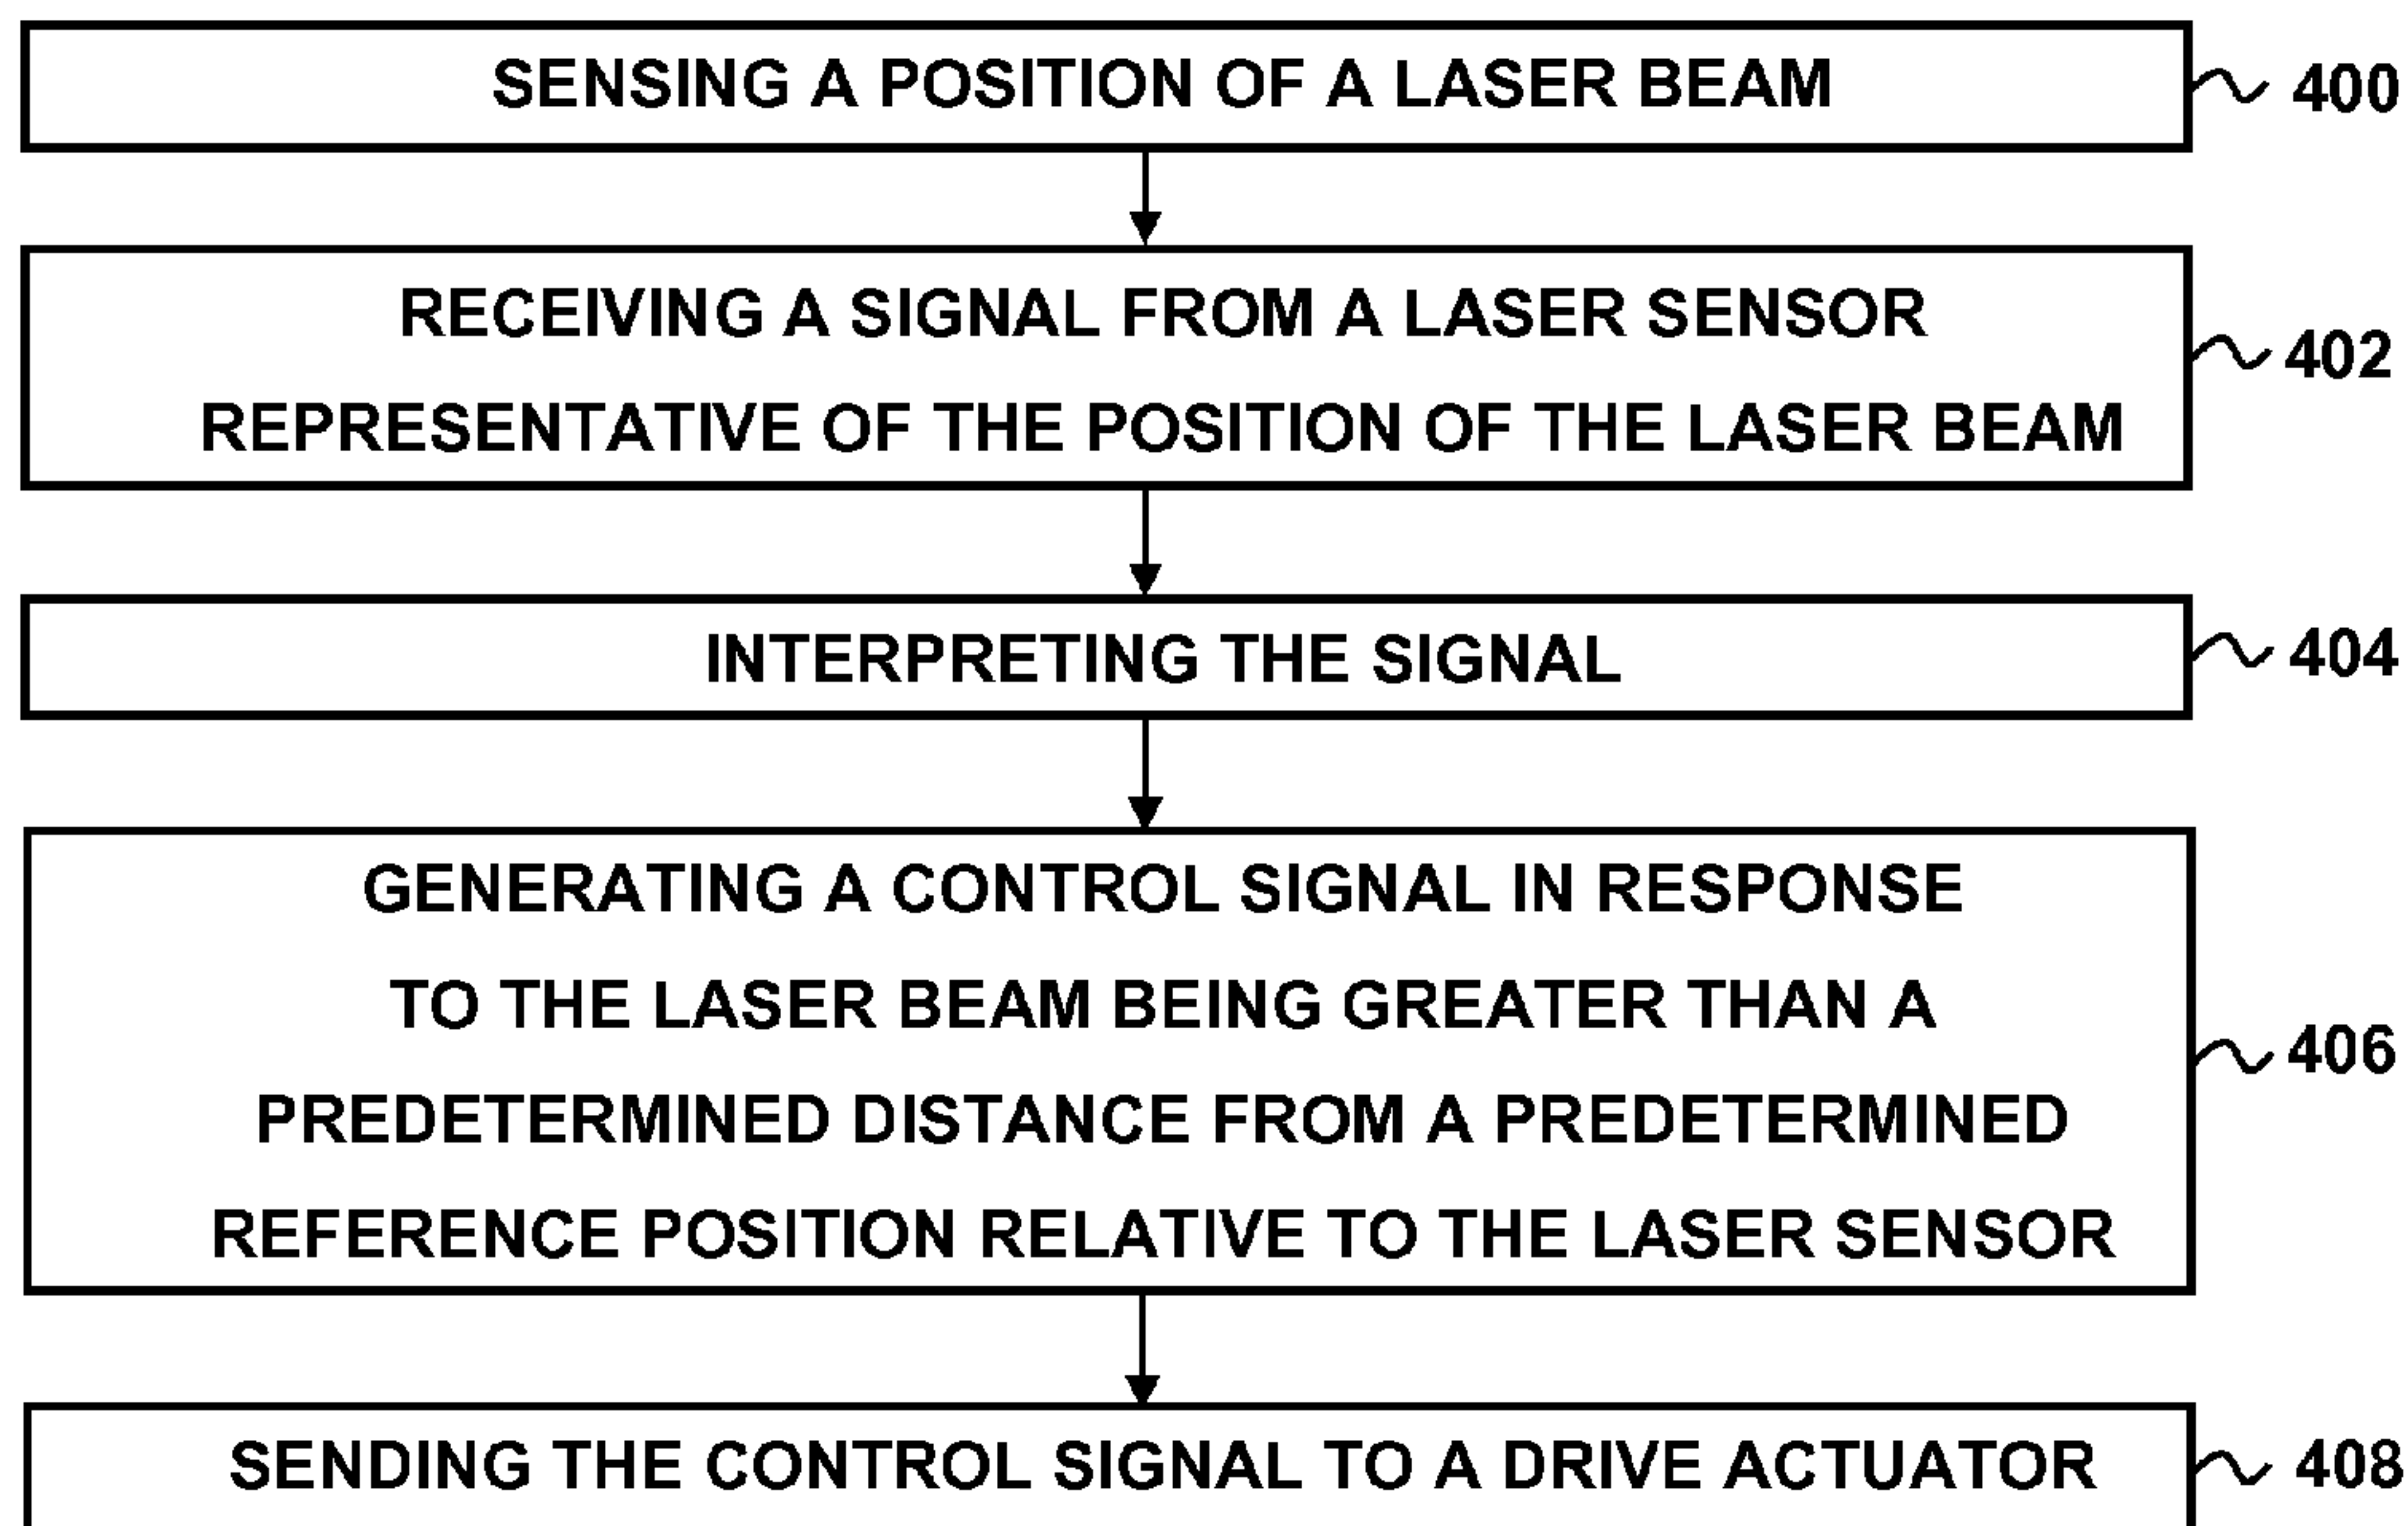 SENSING A POSITION OF A LASER BEAM
400
RECEIVING A SIGNAL FROM A LASER SENSOR
REPRESENTATIVE OF THE POSITION OF THE LASER BEAM
402
INTERPRETING THE SIGNAL
404
GENERATING A CONTROL SIGNAL IN RESPONSE
TO THE LASER BEAM BEING GREATER THAN A
PREDETERMINED DISTANCE FROM A PREDETERMINED
REFERENCE POSITION RELATIVE TO THE LASER SENSOR
406
SENDING THE CONTROL SIGNAL TO A DRIVE ACTUATOR
408